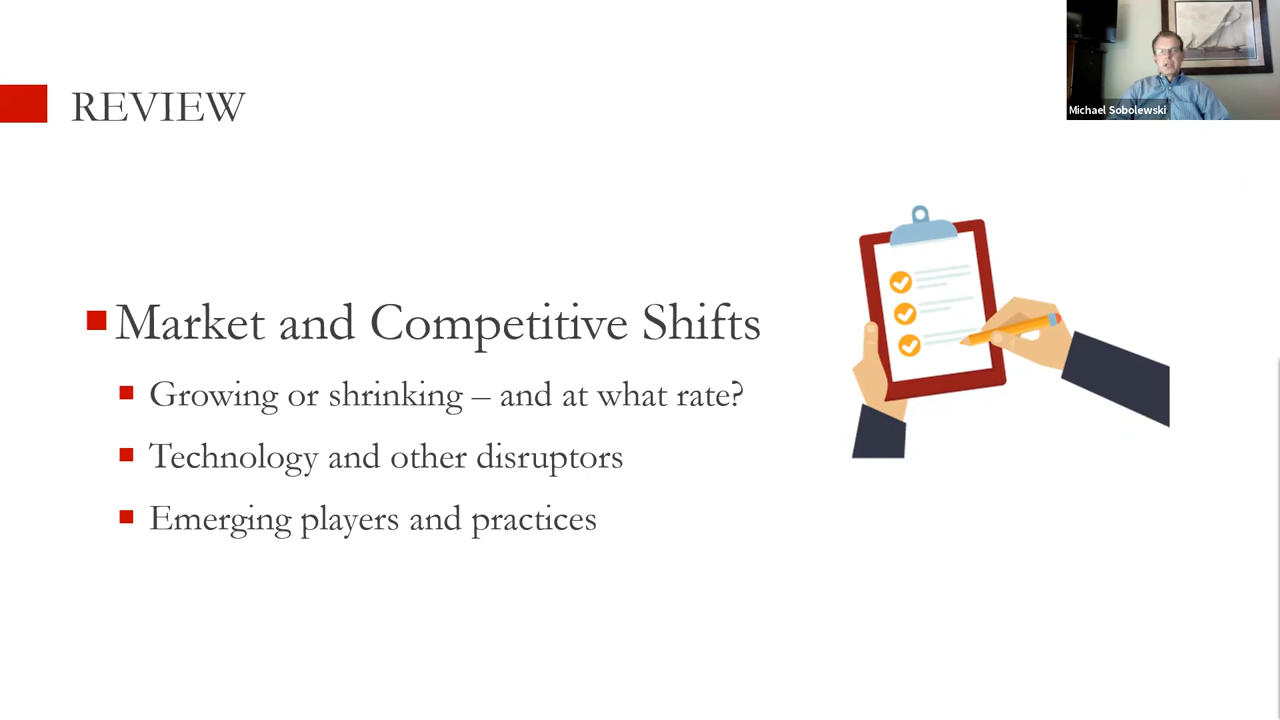 REVIEW
Michael Sobolewski
Market and Competitive Shifts
Growing or shrinking – and at what rate?
Technology and other disruptors
Emerging players and practices